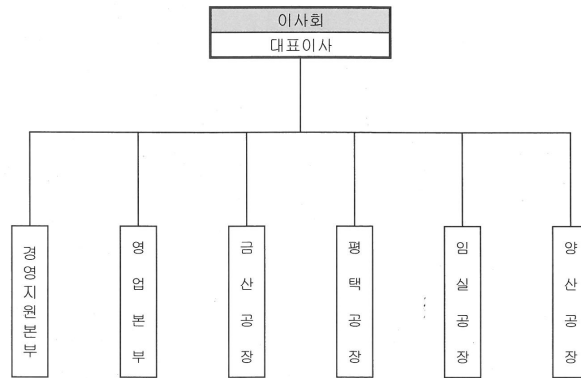 이사회
대표이사
경영지원본부
영업본부
금산공장
평택공장
임실공장
양산공장